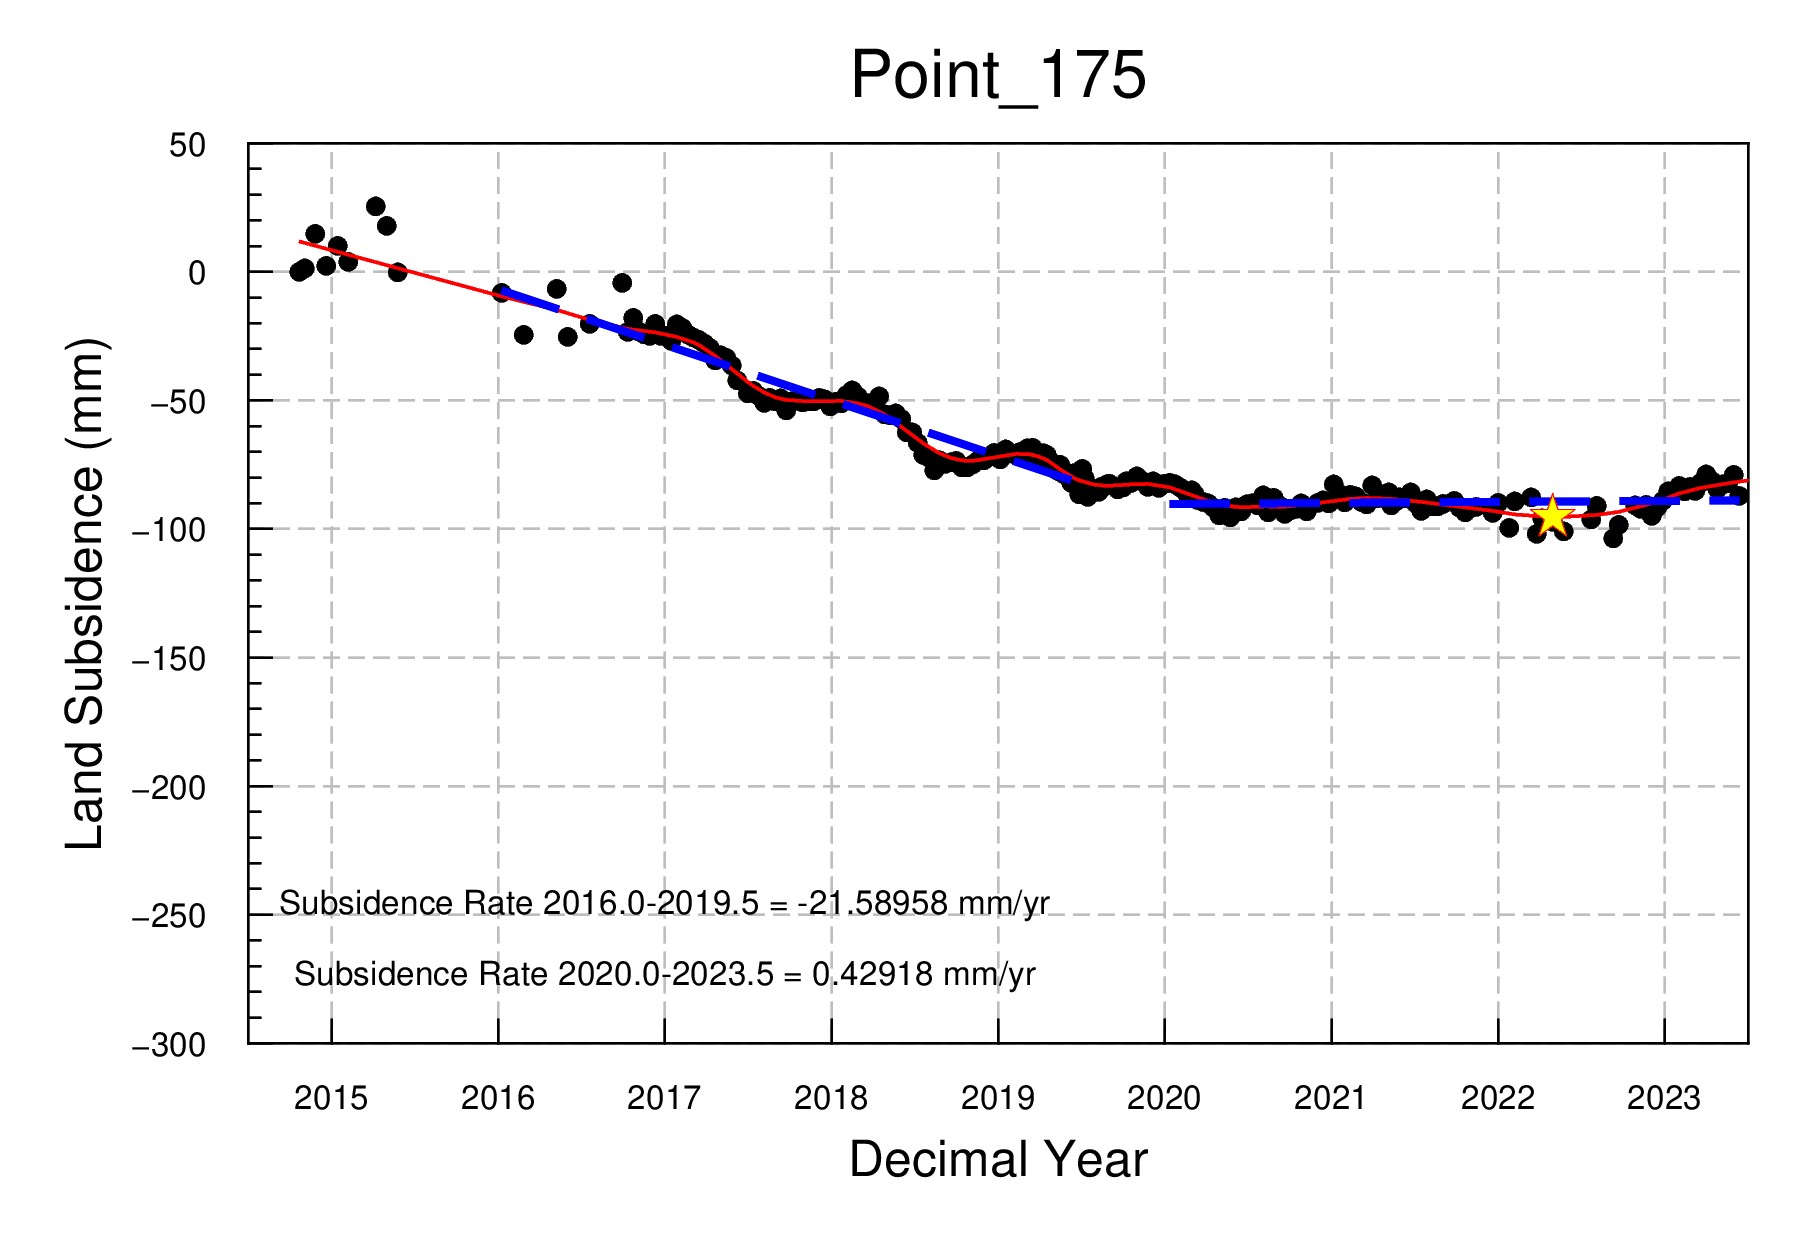 Point_175
50
0
−50
−100
−150
−200
−250
−300
Land Subsidence (mm)
Subsidence Rate 2016.0-2019.5 = -21.58958 mm/yr
Subsidence Rate 2020.0-2023.5 = 0.42918 mm/yr
2015 2016 2017 2018 2019 2020 2021 2022 2023
Decimal Year